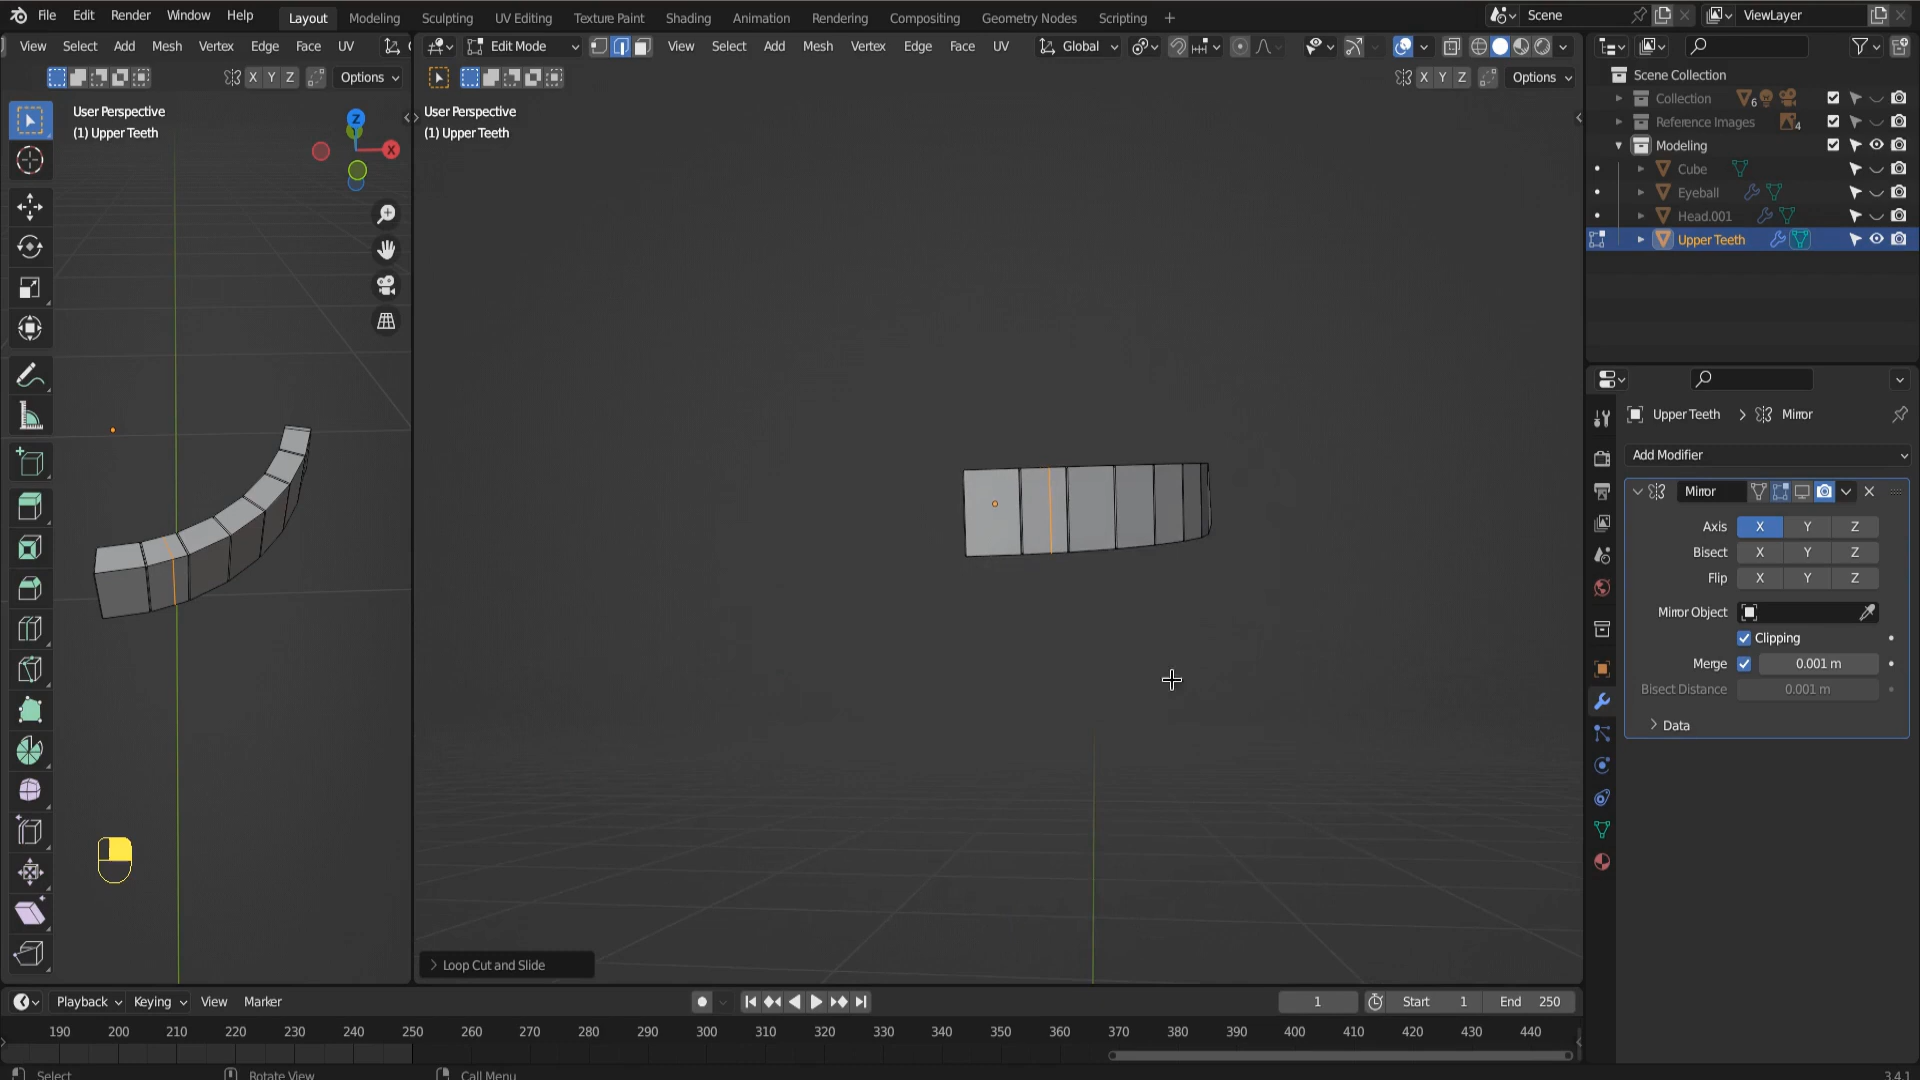 File Edit Render Window Help Layout Modeling Sculpting UV Editing Texture Paint Shading Animation Rendering Compositing Geometry Nodes Scripting + Scene ViewLayer
View Select Add Mesh Vertex Edge Face UV Edit Mode View Select Add Mesh Vertex Edge Face UV Global
X Y Z Options X Y Z Options
User Perspective
(1) Upper Teeth
Z
X
User Perspective
(1) Upper Teeth
Loop Cut and Slide
Scene Collection
Collection 6
Reference Images 4
Modeling
Cube
Eyeball
Head.001
Upper Teeth
Upper Teeth > Mirror
Add Modifier
Mirror
Axis X Y Z
Bisect X Y Z
Flip X Y Z
Mirror Object
Clipping
Merge 0.001 m
Bisect Distance 0.001 m
Data
Playback Keying View Marker 1 Start 1 End 250
190 200 210 220 230 240 250 260 270 280 290 300 310 320 330 340 350 360 370 380 390 400 410 420 430 440
Select Rotate View Call Menu 3.4.1